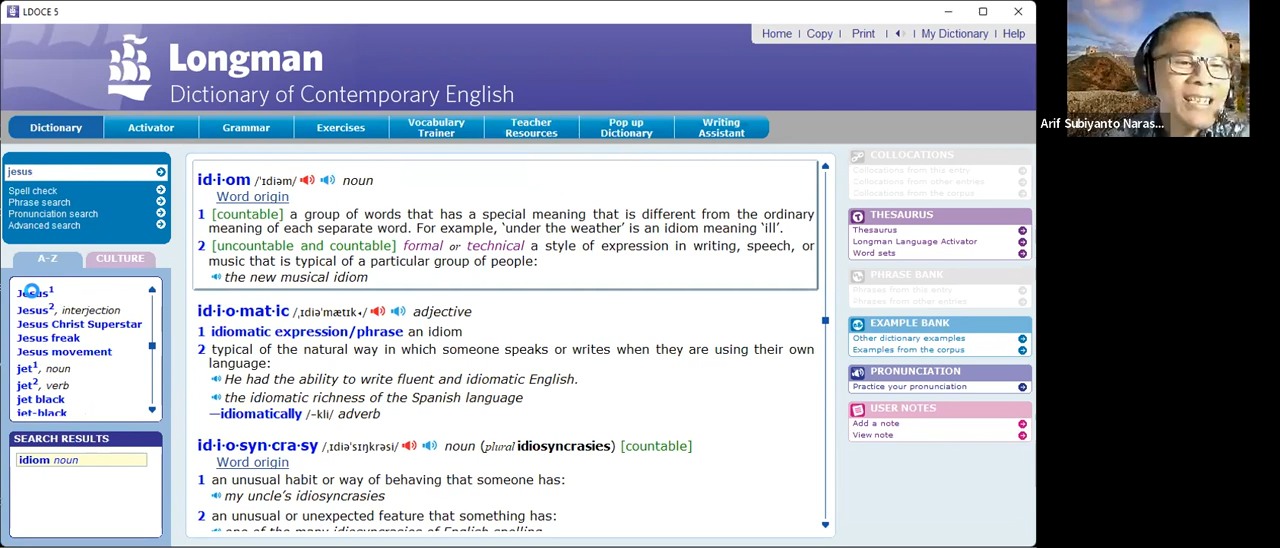 LDOCE 5
Home | Copy | Print | My Dictionary | Help
Longman
Dictionary of Contemporary English
Dictionary
Activator
Grammar
Exercises
Vocabulary
Trainer
Teacher
Resources
Pop up
Dictionary
Writing
Assistant
Arif Subiyanto Naras...
jesus
Spell check
Phrase search
Pronunciation search
Advanced search
A-Z
CULTURE
Jesus¹
Jesus², interjection
Jesus Christ Superstar
Jesus freak
Jesus movement
jet¹, noun
jet², verb
jet black
jet-black
SEARCH RESULTS
idiom noun
id·i·om /ˈɪdiəm/ noun
Word origin
1 [countable] a group of words that has a special meaning that is different from the ordinary
meaning of each separate word. For example, ‘under the weather’ is an idiom meaning ‘ill’.
2 [uncountable and countable] formal or technical a style of expression in writing, speech, or
music that is typical of a particular group of people:
the new musical idiom
id·i·o·mat·ic /ˌɪdiəˈmætɪk◂/ adjective
1 idiomatic expression/phrase an idiom
2 typical of the natural way in which someone speaks or writes when they are using their own
language:
He had the ability to write fluent and idiomatic English.
the idiomatic richness of the Spanish language
—idiomatically /-kli/ adverb
id·i·o·syn·cra·sy /ˌɪdiəˈsɪŋkrəsi/ noun (plural idiosyncrasies) [countable]
Word origin
1 an unusual habit or way of behaving that someone has:
my uncle’s idiosyncrasies
2 an unusual or unexpected feature that something has:
one of the many idiosyncrasies of English spelling
COLLOCATIONS
Collocations from this entry
Collocations from other entries
Collocations from the corpus
THESAURUS
Thesaurus
Longman Language Activator
Word sets
PHRASE BANK
Phrases from this entry
Phrases from other entries
EXAMPLE BANK
Other dictionary examples
Examples from the corpus
PRONUNCIATION
Practice your pronunciation
USER NOTES
Add a note
View note